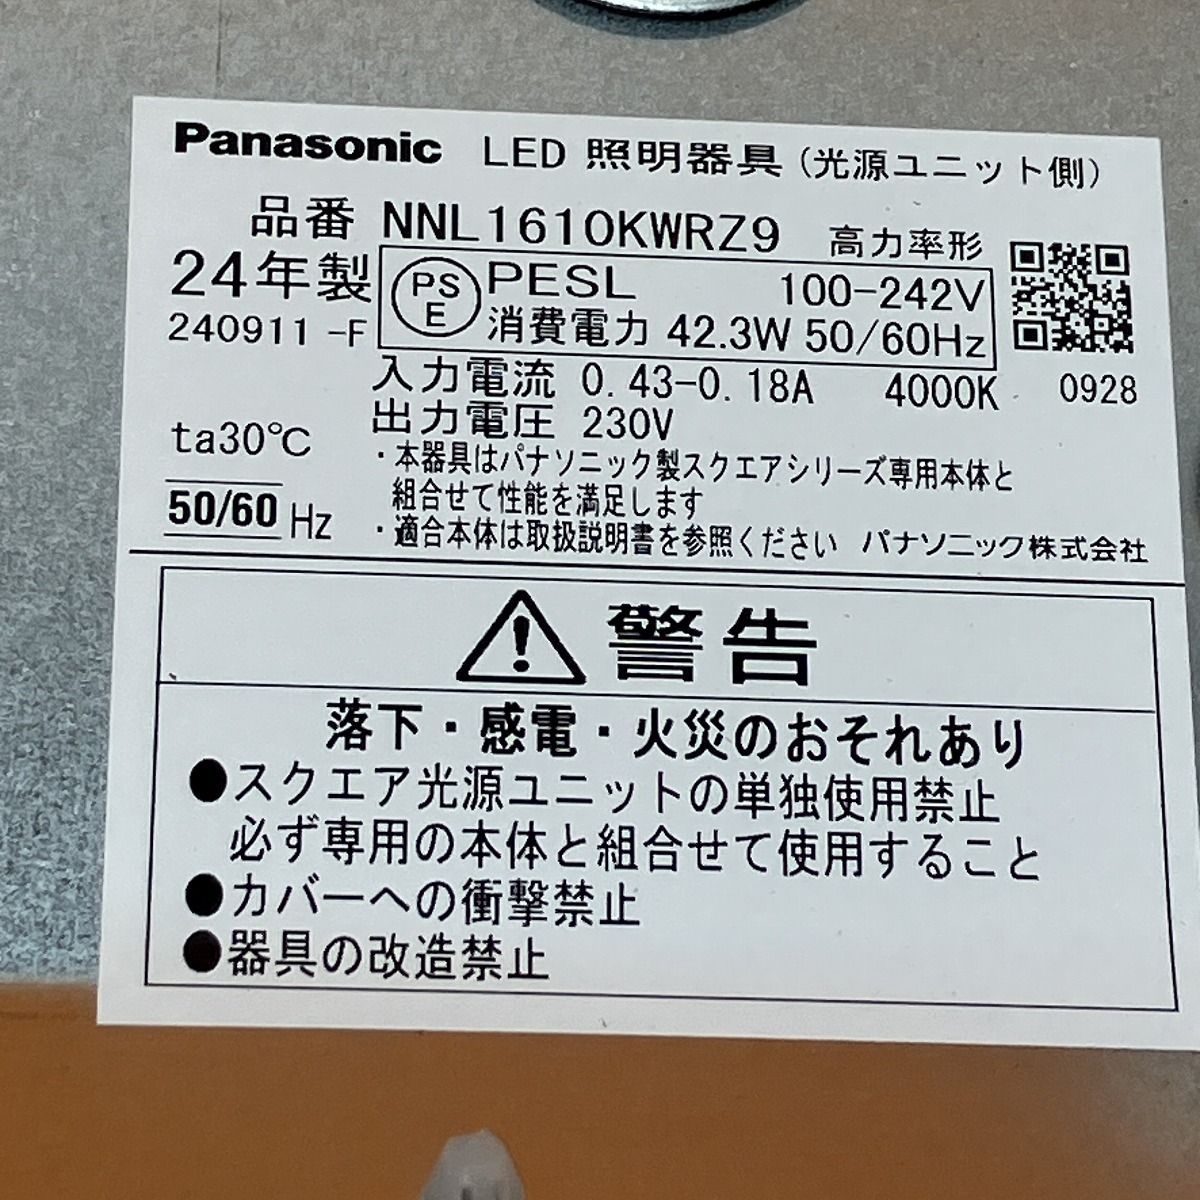 Panasonic LED 照明器具 (光源ユニット側)
品番 NNL1610KWRZ9 高力率形
24年製 PSE PESL 100-242V
240911 -F 消費電力 42.3W 50/60Hz
入力電流 0.43-0.18A 4000K 0928
出力電圧 230V
ta30℃
・本器具はパナソニック製スクエアシリーズ専用本体と
組合せて性能を満足します
50/60 Hz
・適合本体は取扱説明書を参照ください パナソニック株式会社
警告
落下・感電・火災のおそれあり
●スクエア光源ユニットの単独使用禁止
必ず専用の本体と組合せて使用すること
●カバーへの衝撃禁止
●器具の改造禁止